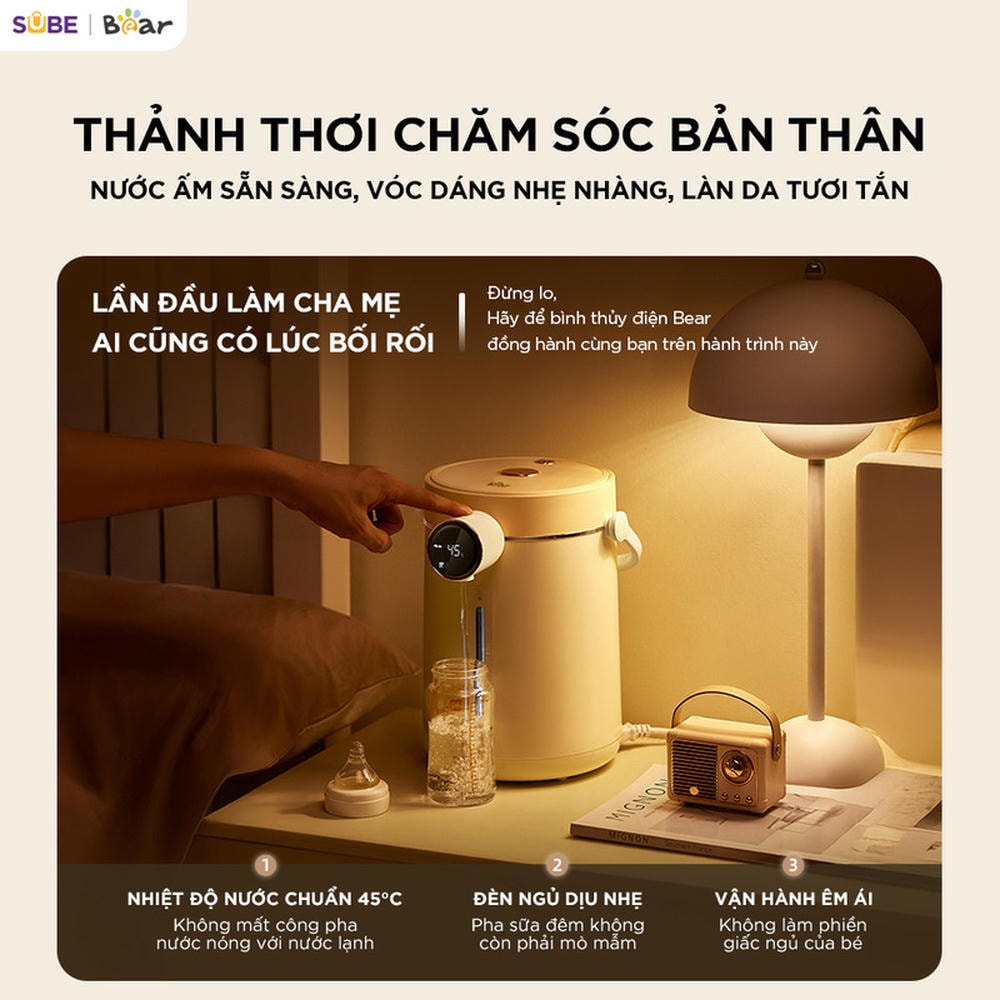 SUBE | Bear
THẢNH THƠI CHĂM SÓC BẢN THÂN
NƯỚC ẤM SẴN SÀNG, VÓC DÁNG NHẸ NHÀNG, LÀN DA TƯƠI TẮN
LẦN ĐẦU LÀM CHA MẸ
AI CŨNG CÓ LÚC BỐI RỐI
Đừng lo,
Hãy để bình thủy điện Bear
đồng hành cùng bạn trên hành trình này
Bear
45
MIGNON
MIGNON
Southern France
1
NHIỆT ĐỘ NƯỚC CHUẨN 45°C
Không mất công pha
nước nóng với nước lạnh
2
ĐÈN NGỦ DỊU NHẸ
Pha sữa đêm không
còn phải mò mẫm
3
VẬN HÀNH ÊM ÁI
Không làm phiền
giấc ngủ của bé